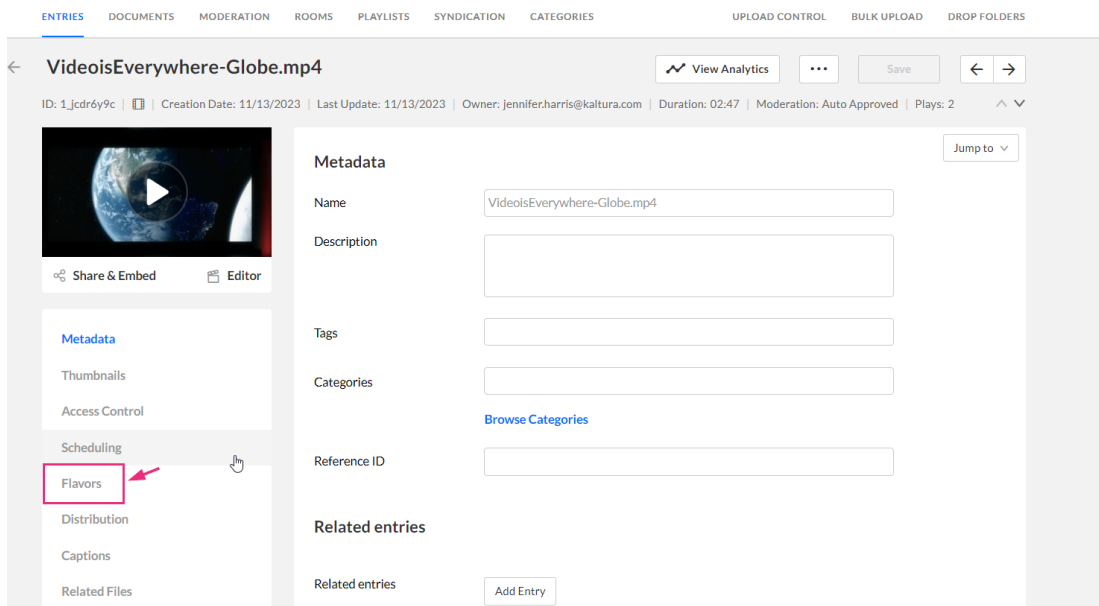 ENTRIES DOCUMENTS MODERATION ROOMS PLAYLISTS SYNDICATION CATEGORIES UPLOAD CONTROL BULK UPLOAD DROP FOLDERS
VideoisEverywhere-Globe.mp4 View Analytics ••• Save
ID: 1_jcdr6y9c | Creation Date: 11/13/2023 | Last Update: 11/13/2023 | Owner: jennifer.harris@kaltura.com | Duration: 02:47 | Moderation: Auto Approved | Plays: 2
Share & Embed Editor
Metadata
Thumbnails
Access Control
Scheduling
Flavors
Distribution
Captions
Related Files
Jump to
Metadata
Name VideoisEverywhere-Globe.mp4
Description
Tags
Categories
Browse Categories
Reference ID
Related entries
Related entries Add Entry